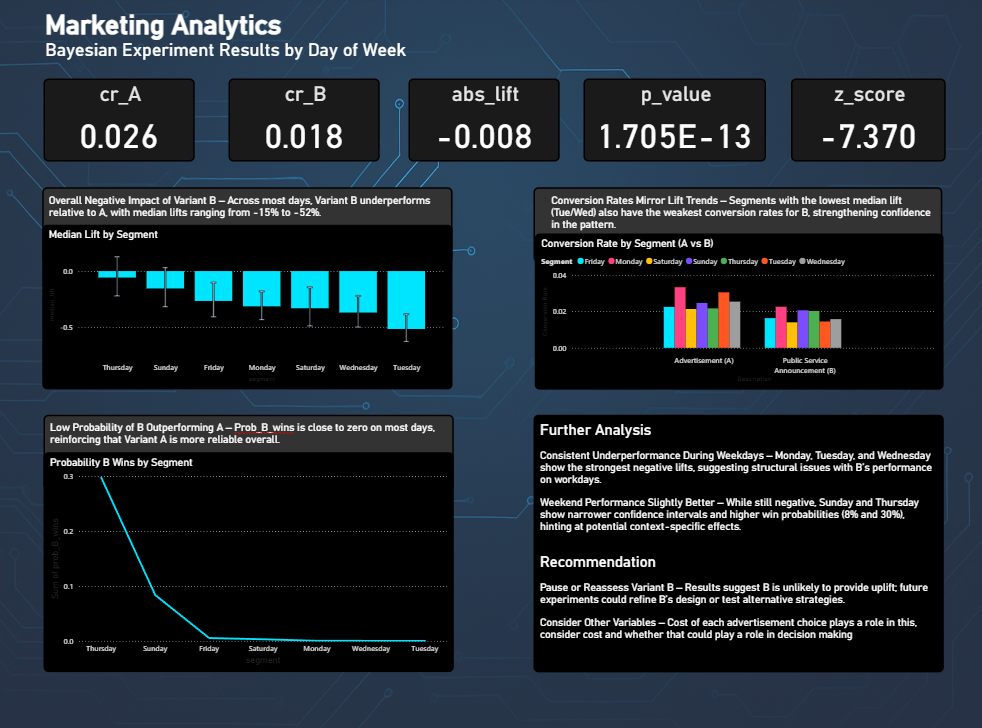 Marketing Analytics
Bayesian Experiment Results by Day of Week
cr_A
0.026
cr_B
0.018
abs_lift
-0.008
p_value
1.705E-13
z_score
-7.370
Overall Negative Impact of Variant B – Across most days, Variant B underperforms
relative to A, with median lifts ranging from -15% to -52%.
Median Lift by Segment
0.0
-0.5
Thursday Sunday Friday Monday Saturday Wednesday Tuesday
segment
Conversion Rates Mirror Lift Trends – Segments with the lowest median lift
(Tue/Wed) also have the weakest conversion rates for B, strengthening confidence
in the pattern.
Conversion Rate by Segment (A vs B)
Segment Friday Monday Saturday Sunday Thursday Tuesday Wednesday
0.04
0.02
0.00
Advertisement (A)
Public Service
Announcement (B)
Low Probability of B Outperforming A – Prob_B_wins is close to zero on most days,
reinforcing that Variant A is more reliable overall.
Probability B Wins by Segment
Sum of prob_B_wins
0.3
0.2
0.1
0.0
Thursday Sunday Friday Saturday Monday Wednesday Tuesday
segment
Further Analysis
Consistent Underperformance During Weekdays – Monday, Tuesday, and Wednesday
show the strongest negative lifts, suggesting structural issues with B's performance
on workdays.
Weekend Performance Slightly Better – While still negative, Sunday and Thursday
show narrower confidence intervals and higher win probabilities (8% and 30%),
hinting at potential context-specific effects.
Recommendation
Pause or Reassess Variant B – Results suggest B is unlikely to provide uplift; future
experiments could refine B's design or test alternative strategies.
Consider Other Variables – Cost of each advertisement choice plays a role in this,
consider cost and whether that could play a role in decision making